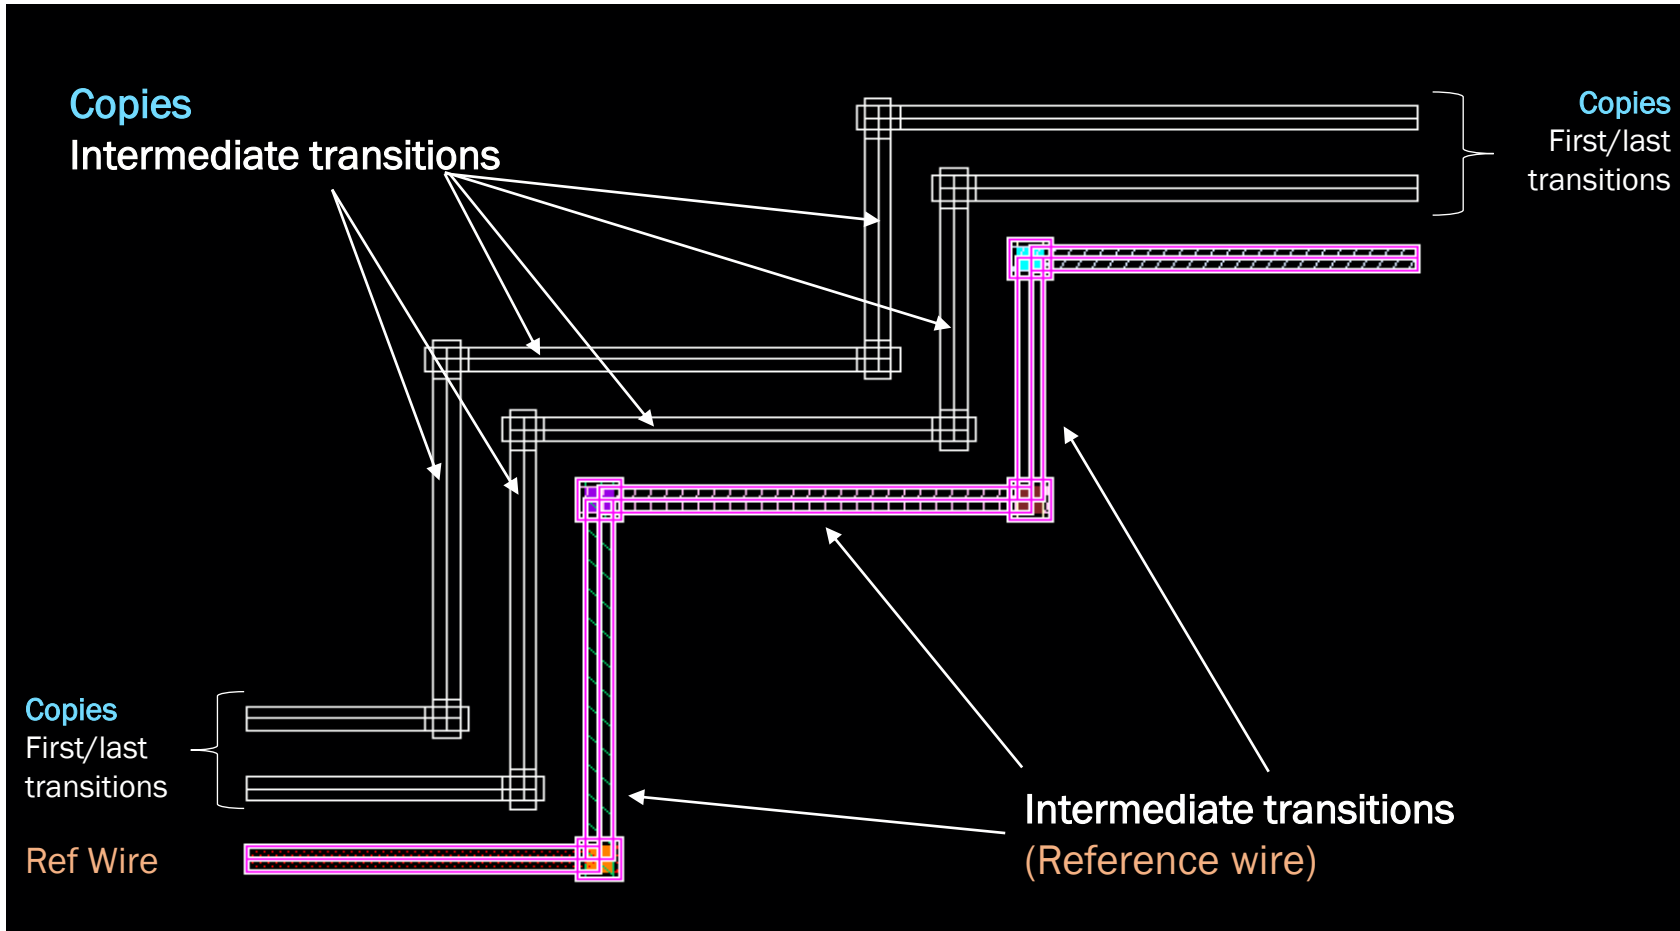 Copies
Intermediate transitions
Copies
First/last
transitions
Copies
First/last
transitions
Ref Wire
Intermediate transitions
(Reference wire)